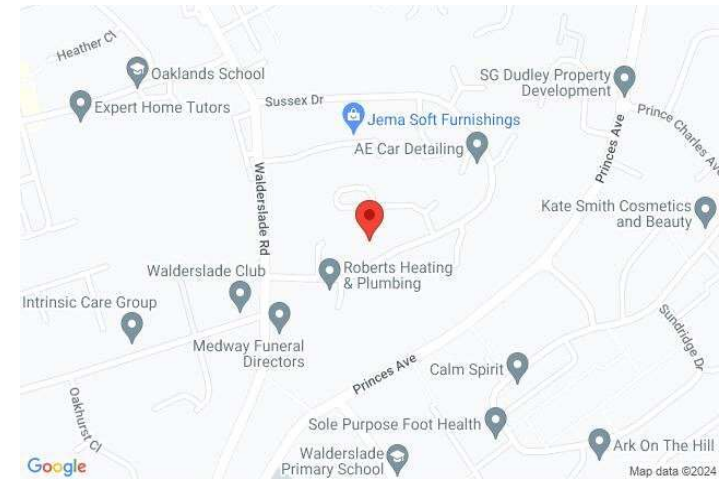 Heather Cl
Oaklands School
Expert Home Tutors
Sussex Dr
Jema Soft Furnishings
AE Car Detailing
SG Dudley Property
Development
Prince Charles Ave
Princes Ave
Walderslade Rd
Kate Smith Cosmetics
and Beauty
Walderslade Club
Roberts Heating
& Plumbing
Intrinsic Care Group
Medway Funeral
Directors
Sundridge Dr
Princes Ave
Calm Spirit
Oakhurst Cl
Sole Purpose Foot Health
Ark On The Hill
Walderslade
Primary School
Google
Map data ©2024